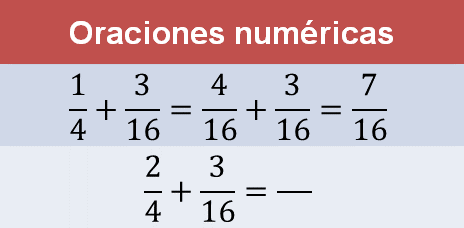 Oraciones numéricas
1/4 + 3/16 = 4/16 + 3/16 = 7/16
2/4 + 3/16 = —